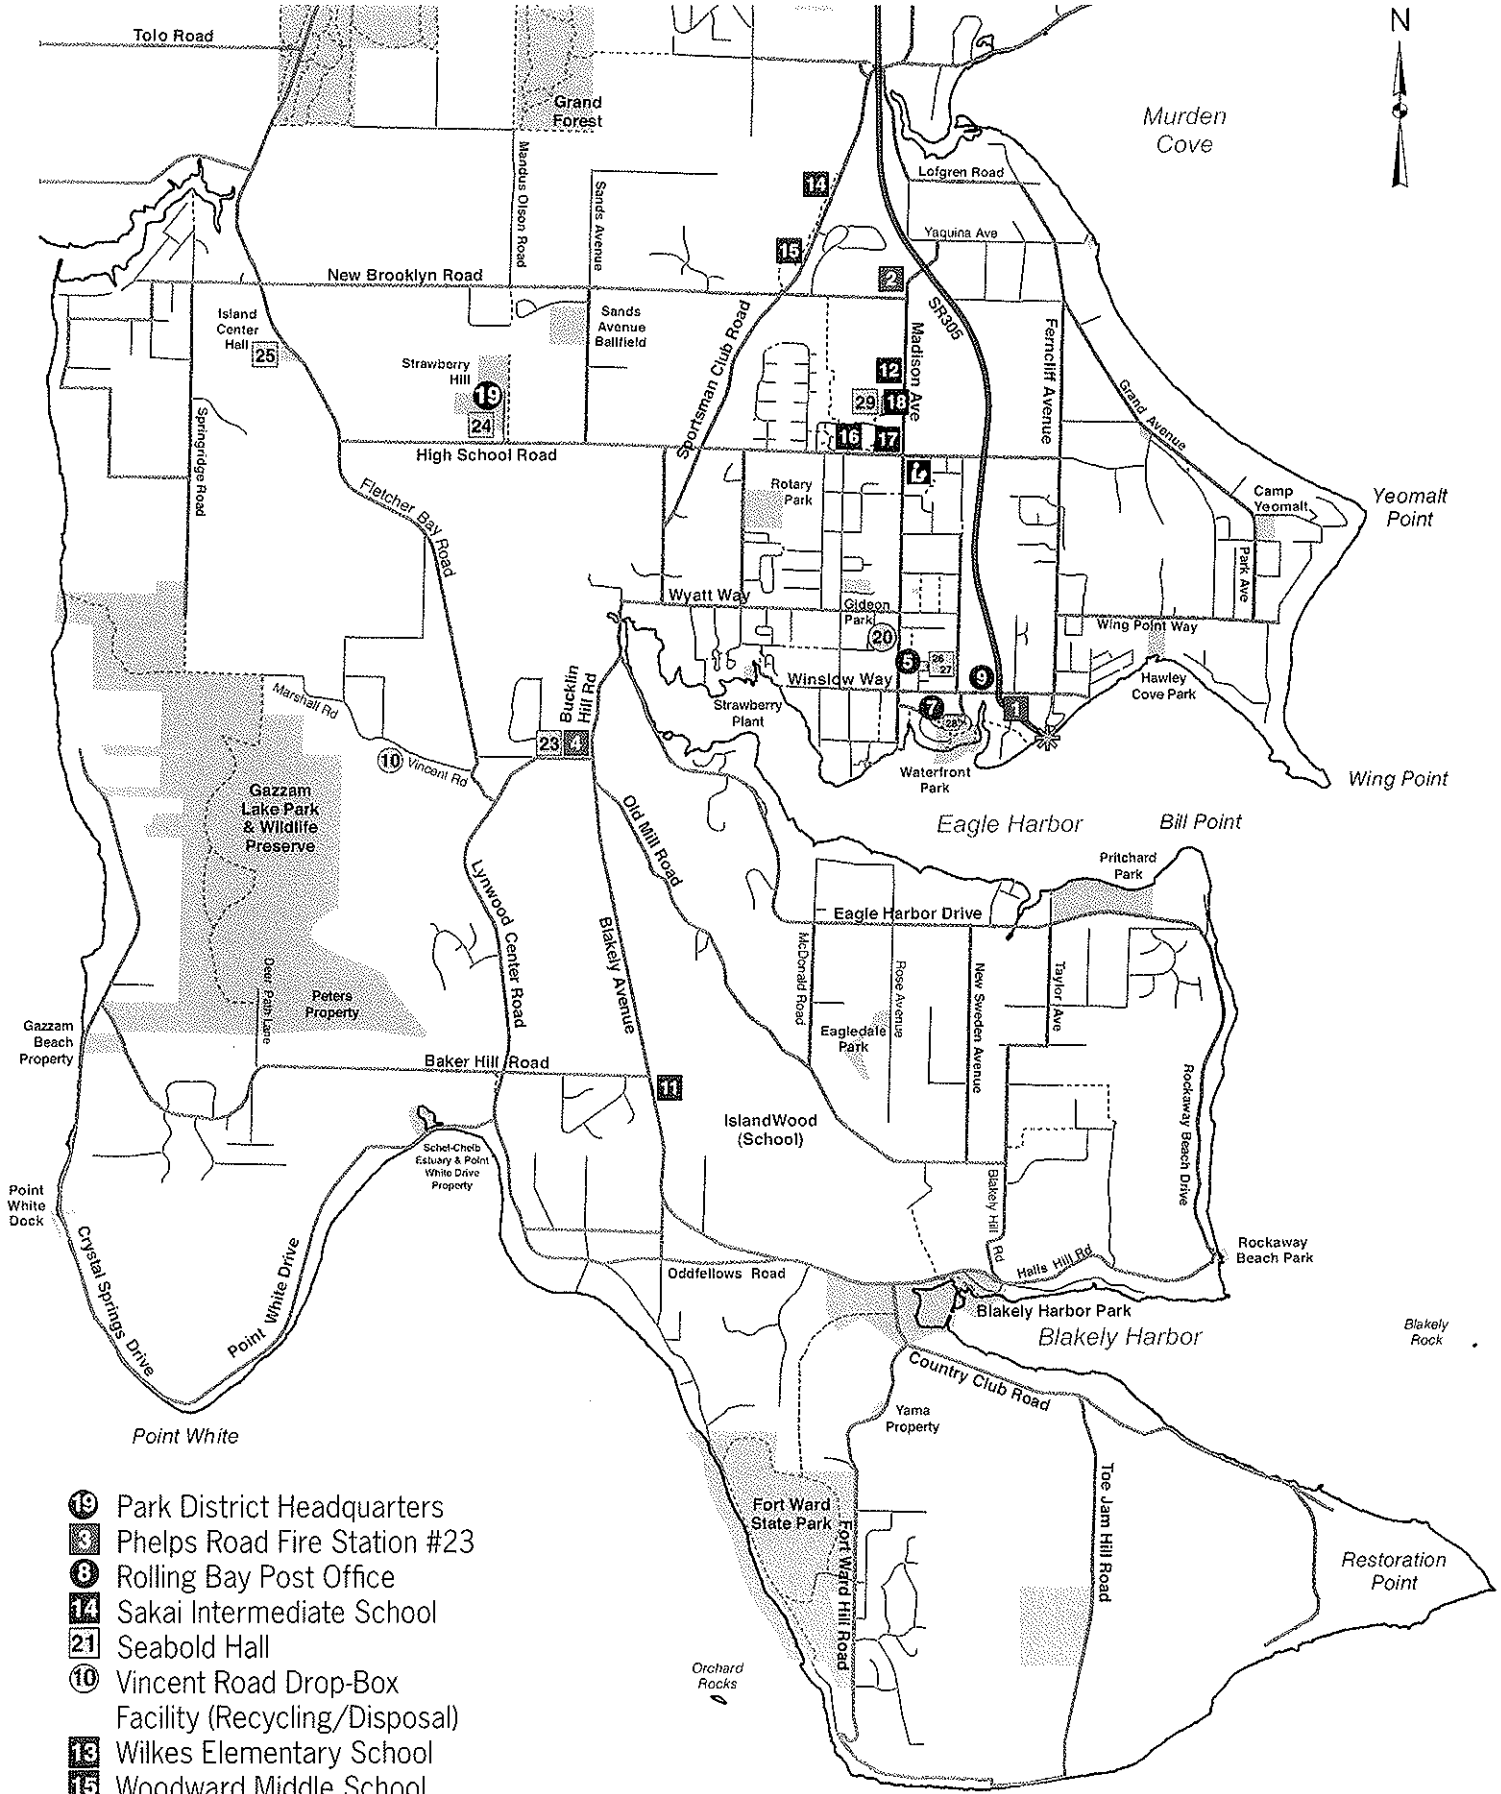 N
Tolo Road
Grand
Forest
Murden
Cove
Mandus Olson Road
Sands Avenue
14
Lofgren Road
Yaquina Ave
15
2
New Brooklyn Road
SR305
Island
Center
Hall
25
Sands
Avenue
Ballfield
Strawberry
Hill
19
24
Sportsman Club Road
Madison Ave
Ferncliff Avenue
12
29
18
16
17
Grand Avenue
Springridge Road
High School Road
Fletcher Bay Road
Rotary
Park
Camp
Yeomalt
Yeomalt
Point
Park Ave
Wyatt Way
Gideon
Park
20
Wing Point Way
5
26
27
9
Winslow Way
Hawley
Cove Park
Bucklin
Hill Rd
Strawberry
Plant
7
28
1
Marshall Rd
23
4
10
Vincent Rd
Waterfront
Park
Wing Point
Gazzam
Lake Park
& Wildlife
Preserve
Old Mill Road
Eagle Harbor
Bill Point
Pritchard
Park
Lynwood Center Road
Blakely Avenue
Eagle Harbor Drive
McDonald Road
Rose Avenue
New Sweden Avenue
Taylor Ave
Deer Path Lane
Peters
Property
Gazzam
Beach
Property
Eagledale
Park
Baker Hill Road
11
Rockaway Beach Drive
IslandWood
(School)
Schel-Chelb
Estuary & Point
White Drive
Property
Point
White
Dock
Blakely Hill Rd
Halls Hill Rd
Rockaway
Beach Park
Crystal Springs Drive
Point White Drive
Oddfellows Road
Blakely Harbor Park
Blakely Harbor
Blakely
Rock
Country Club Road
Yama
Property
Point White
Toe Jam Hill Road
Fort Ward
State Park
Fort Ward Hill Road
Restoration
Point
Orchard
Rocks
19 Park District Headquarters
3 Phelps Road Fire Station #23
8 Rolling Bay Post Office
14 Sakai Intermediate School
21 Seabold Hall
10 Vincent Road Drop-Box
Facility (Recycling/Disposal)
13 Wilkes Elementary School
15 Woodward Middle School